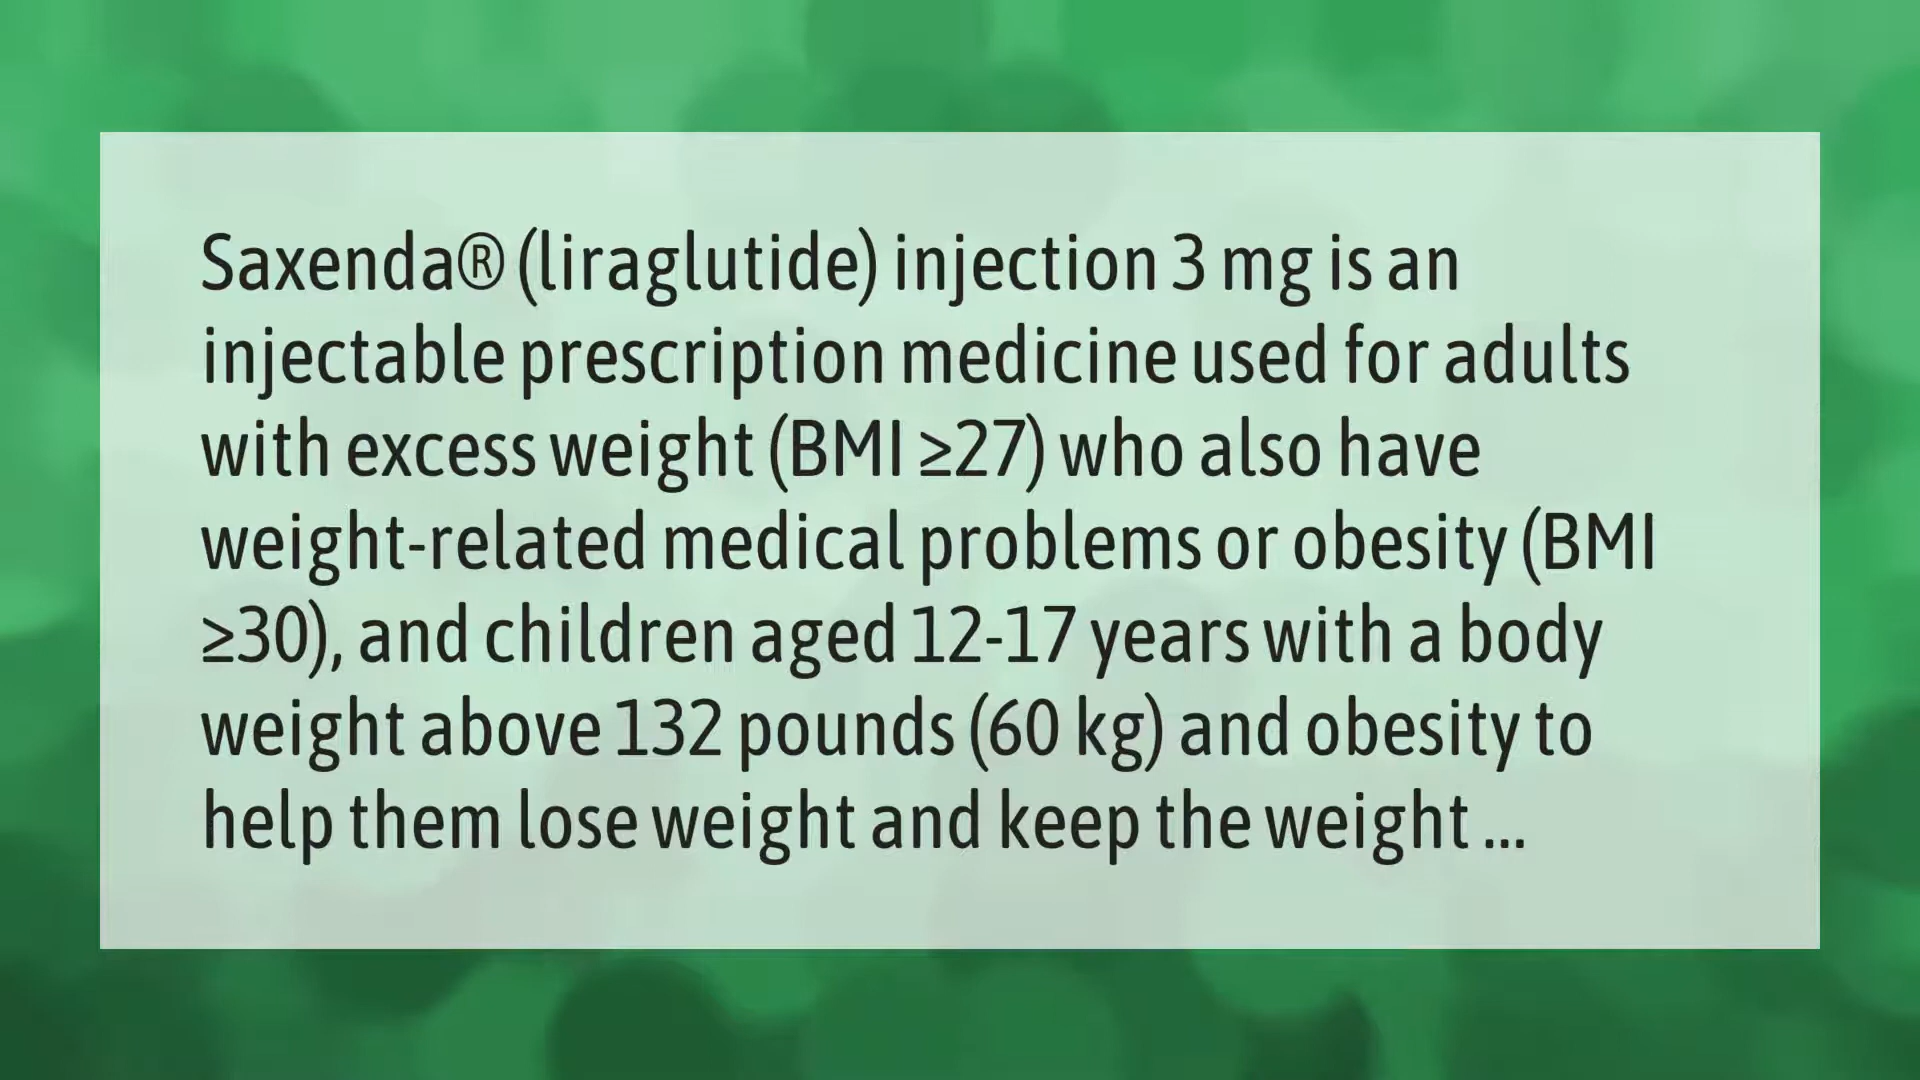 Saxenda® (liraglutide) injection 3 mg is an
injectable prescription medicine used for adults
with excess weight (BMI ≥27) who also have
weight-related medical problems or obesity (BMI
≥30), and children aged 12-17 years with a body
weight above 132 pounds (60 kg) and obesity to
help them lose weight and keep the weight ...